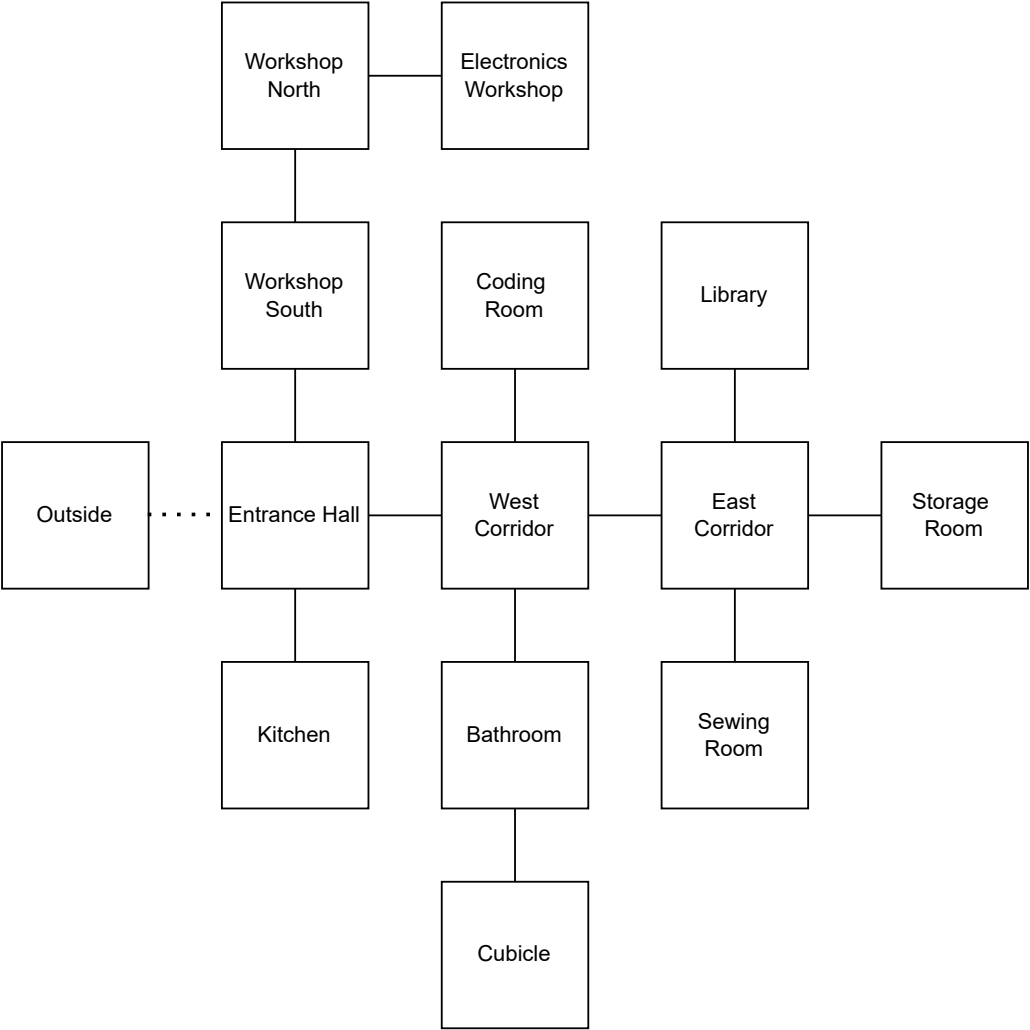 Workshop
North
Electronics
Workshop
Workshop
South
Coding
Room
Library
Outside
Entrance Hall
West
Corridor
East
Corridor
Storage
Room
Kitchen
Bathroom
Sewing
Room
Cubicle